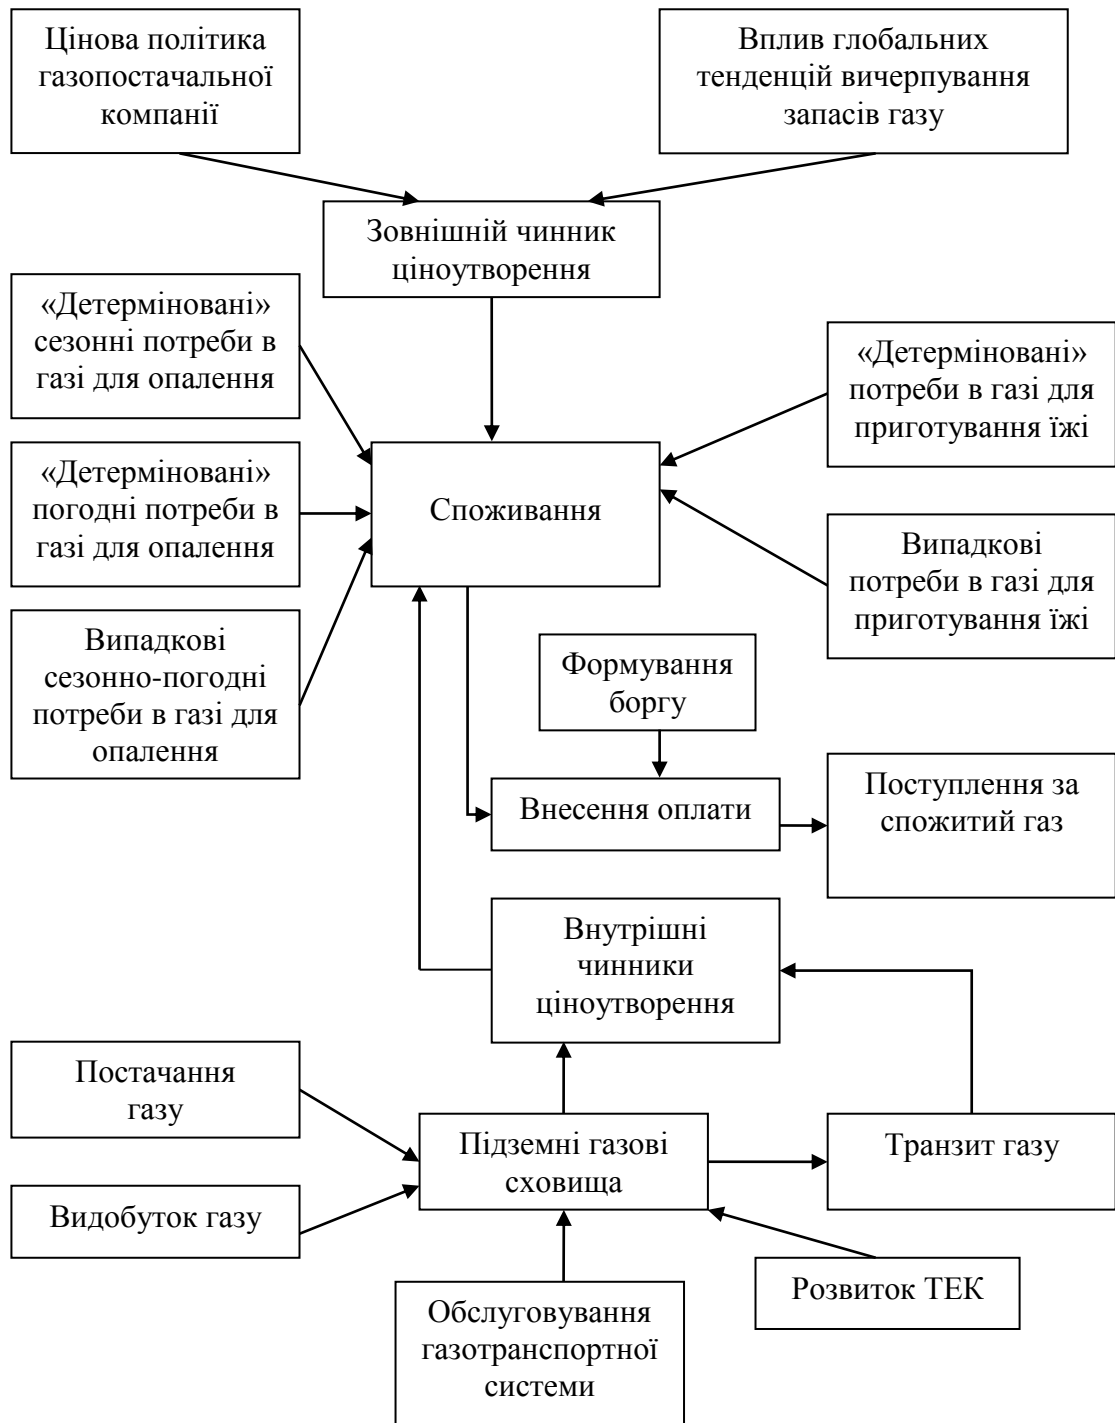 Цінова політика
газопостачальної
компанії
Вплив глобальних
тенденцій вичерпування
запасів газу
Зовнішній чинник
ціноутворення
«Детерміновані»
сезонні потреби в
газі для опалення
«Детерміновані»
потреби в газі для
приготування їжі
«Детерміновані»
погодні потреби в
газі для опалення
Споживання
Випадкові
потреби в газі для
приготування їжі
Випадкові
сезонно-погодні
потреби в газі для
опалення
Формування
боргу
Внесення оплати
Поступлення за
спожитий газ
Внутрішні
чинники
ціноутворення
Постачання
газу
Підземні газові
сховища
Транзит газу
Видобуток газу
Розвиток ТЕК
Обслуговування
газотранспортної
системи